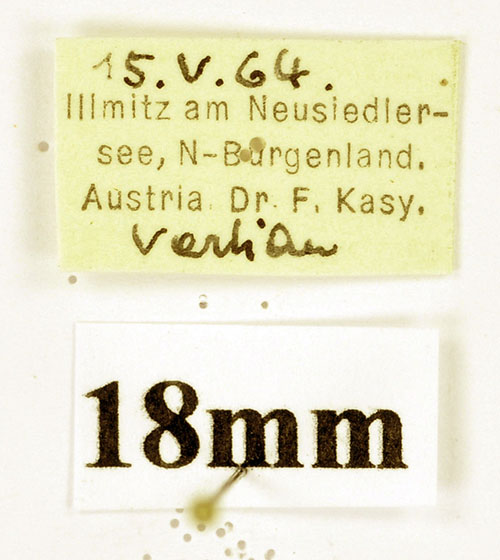 15.V.64.
Illmitz am Neusiedler-
see, N-Burgenland.
Austria. Dr. F. Kasy.
18mm